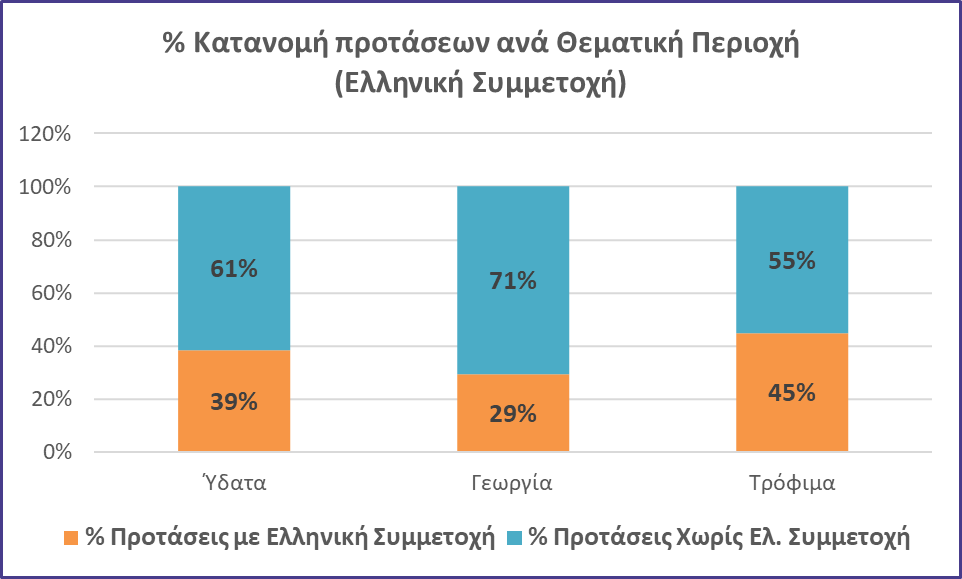 % Κατανομή προτάσεων ανά Θεματική Περιοχή
(Ελληνική Συμμετοχή)
120%
100%
80%
60%
40%
20%
0%
61%
71%
55%
39%
29%
45%
Ύδατα
Γεωργία
Τρόφιμα
% Προτάσεις με Ελληνική Συμμετοχή
% Προτάσεις Χωρίς Ελ. Συμμετοχή